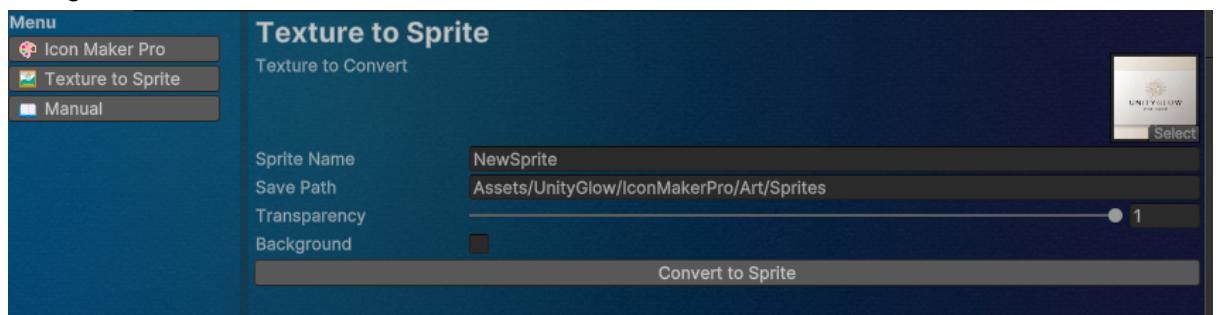 Menu
Icon Maker Pro
Texture to Sprite
Manual
Texture to Sprite
Texture to Convert
UNITYGLOW
Select
Sprite Name
NewSprite
Save Path
Assets/UnityGlow/IconMakerPro/Art/Sprites
Transparency
1
Background
Convert to Sprite